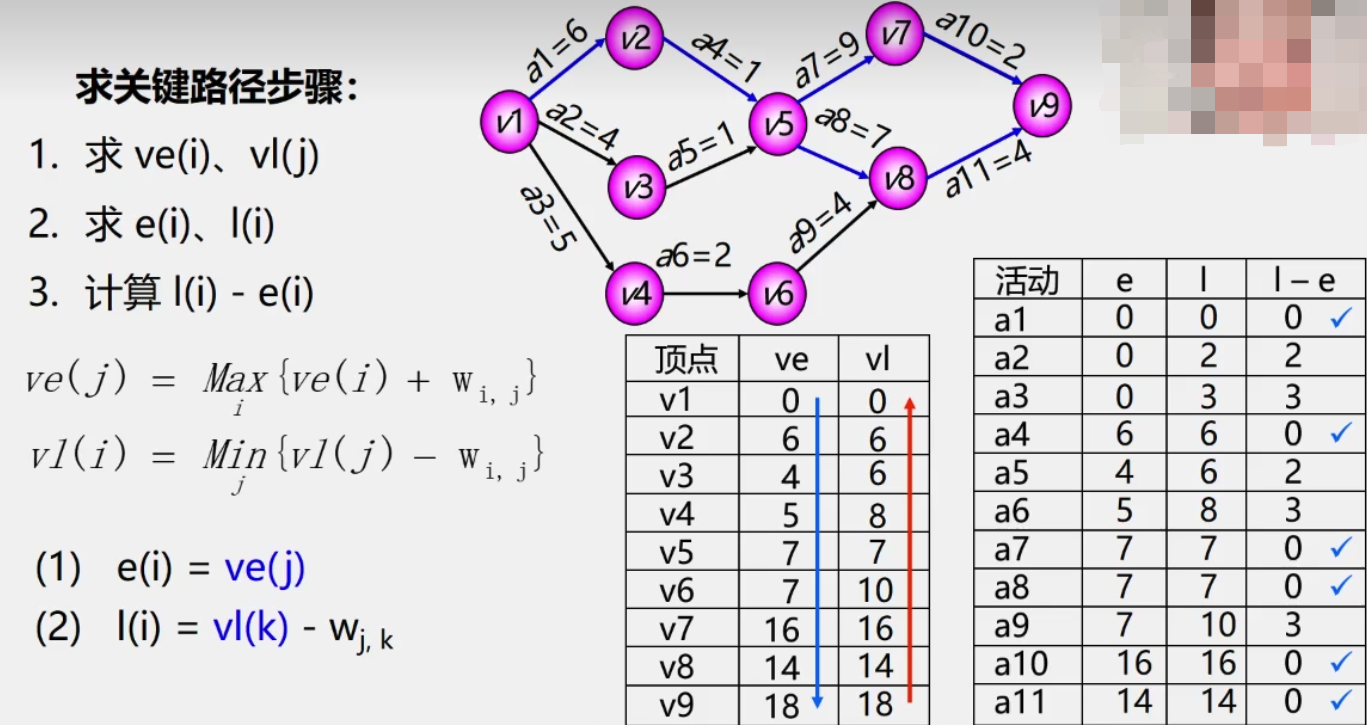 求关键路径步骤：
1. 求 ve(i)、vl(j)
2. 求 e(i)、l(i)
3. 计算 l(i) - e(i)
ve(j) = Max {ve(i) + w i, j}
i
vl(i) = Min {vl(j) − w i, j}
j
(1) e(i) = ve(j)
(2) l(i) = vl(k) - wj, k
v1
v2
v3
v4
v5
v6
v7
v8
v9
a1=6
a2=4
a3=5
a4=1
a5=1
a6=2
a7=9
a8=7
a9=4
a10=2
a11=4
顶点 ve vl
v1 0 0
v2 6 6
v3 4 6
v4 5 8
v5 7 7
v6 7 10
v7 16 16
v8 14 14
v9 18 18
活动 e l l – e
a1 0 0 0 ✓
a2 0 2 2
a3 0 3 3
a4 6 6 0 ✓
a5 4 6 2
a6 5 8 3
a7 7 7 0 ✓
a8 7 7 0 ✓
a9 7 10 3
a10 16 16 0 ✓
a11 14 14 0 ✓